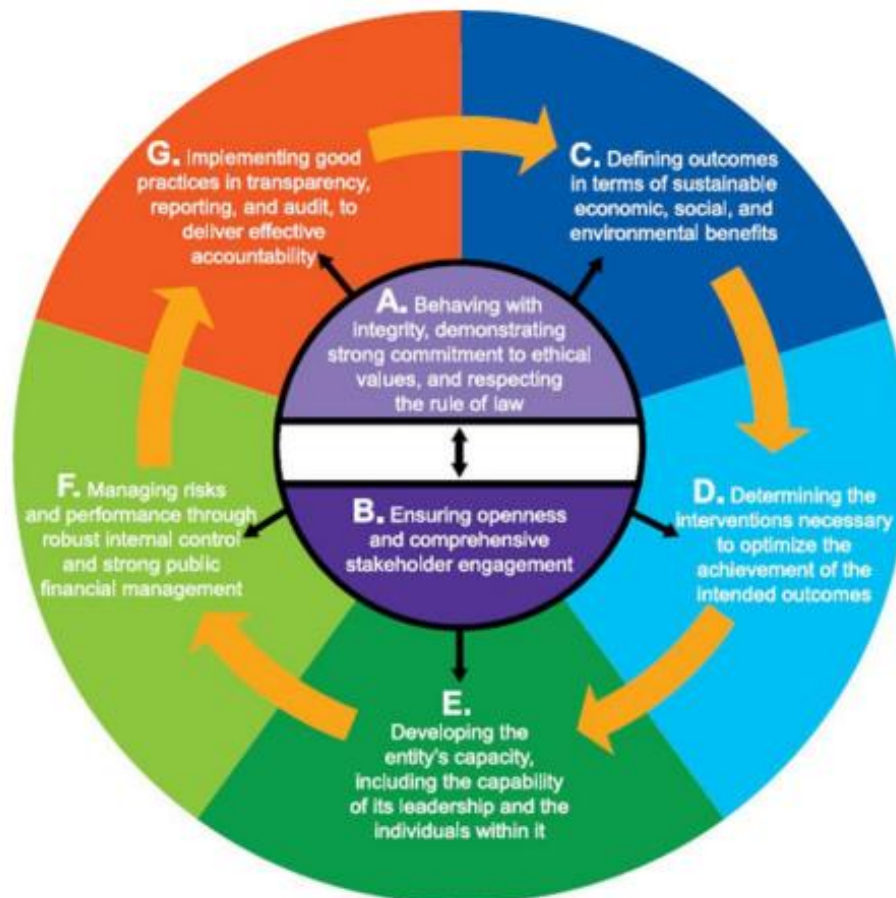 G. Implementing good
practices in transparency,
reporting, and audit, to
deliver effective
accountability
C. Defining outcomes
in terms of sustainable
economic, social, and
environmental benefits
A. Behaving with
integrity, demonstrating
strong commitment to ethical
values, and respecting
the rule of law
B. Ensuring openness
and comprehensive
stakeholder engagement
D. Determining the
interventions necessary
to optimize the
achievement of the
intended outcomes
E.
Developing the
entity's capacity,
including the capability
of its leadership and the
individuals within it
F. Managing risks
and performance through
robust internal control
and strong public
financial management